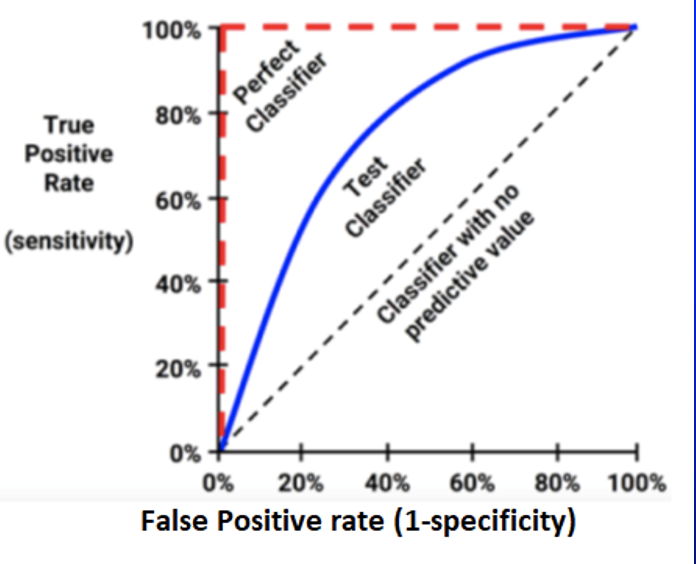 100%
80%
60%
40%
20%
0%
True
Positive
Rate
(sensitivity)
Perfect
Classifier
Test
Classifier
Classifier with no
predictive value
0%
20%
40%
60%
80%
100%
False Positive rate (1-specificity)